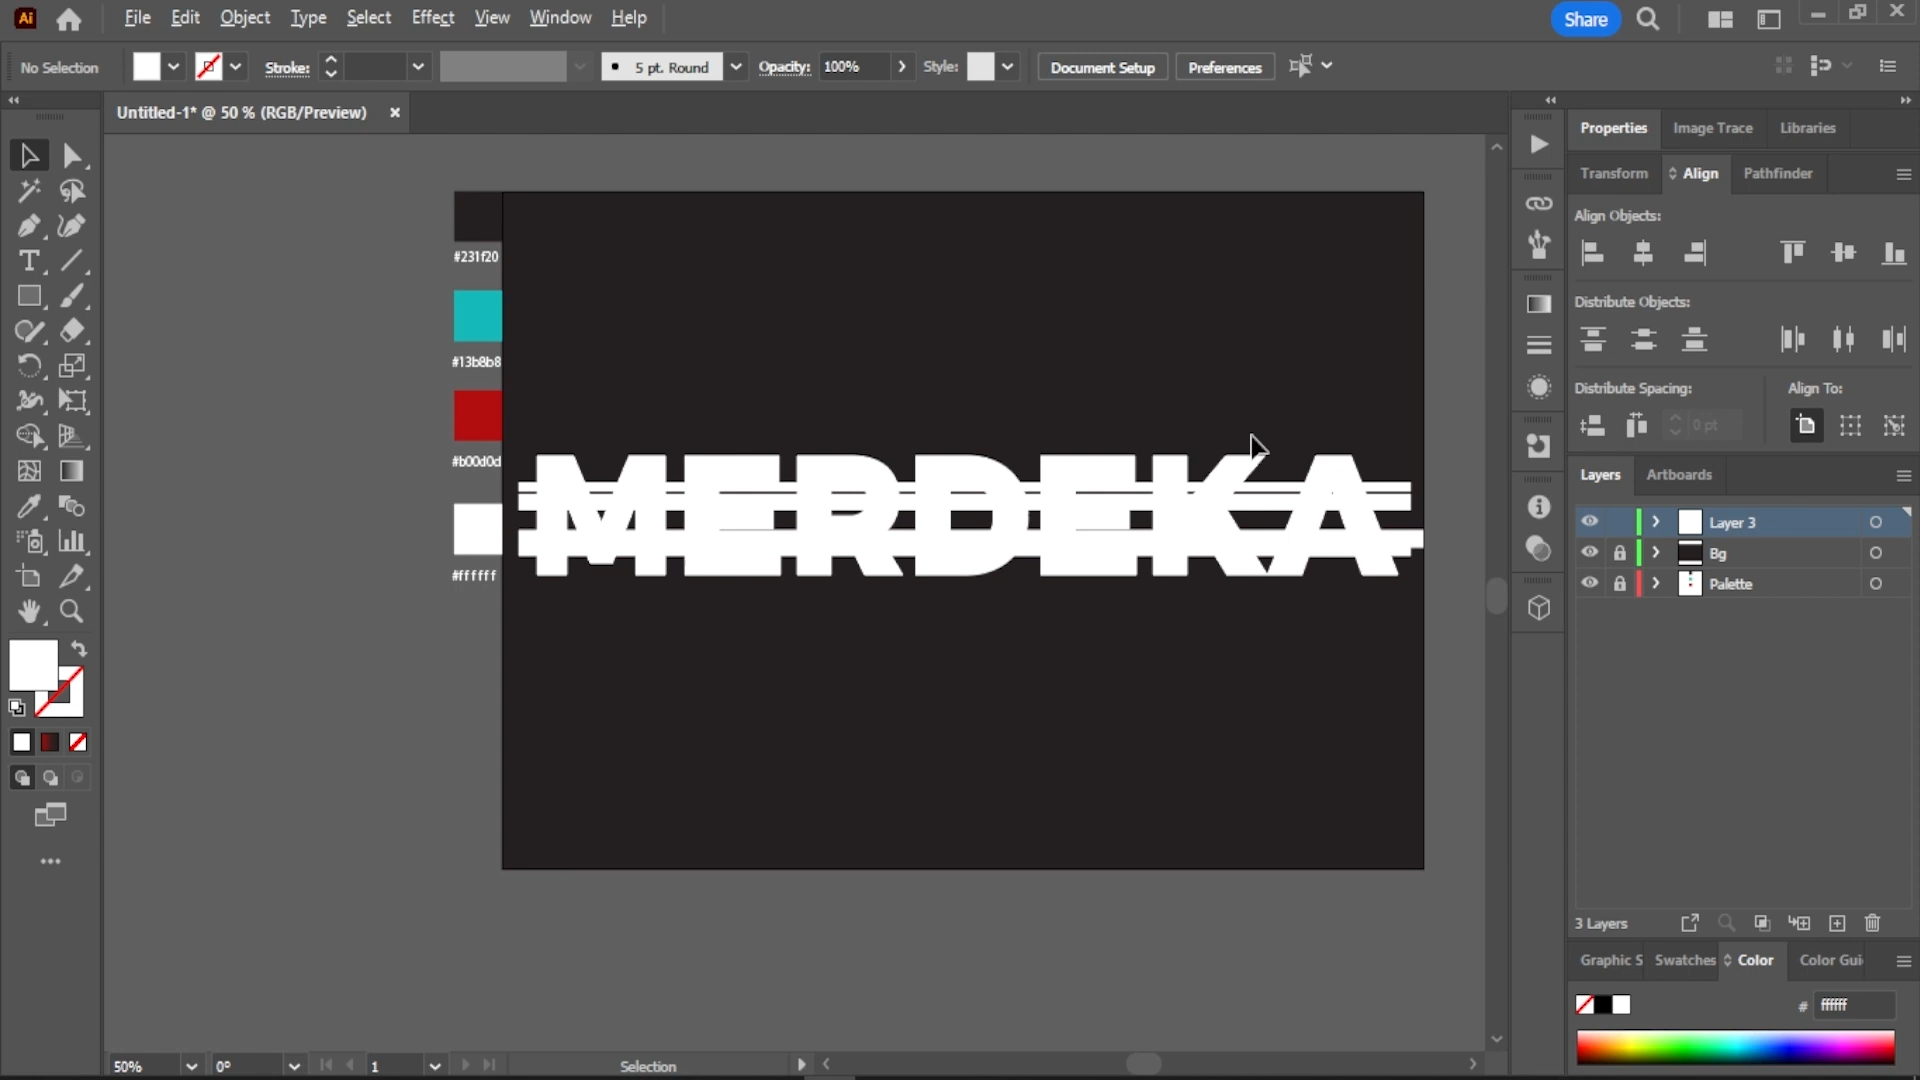 Ai File Edit Object Type Select Effect View Window Help Share
No Selection Stroke: 5 pt. Round Opacity: 100% Style: Document Setup Preferences
Untitled-1* @ 50 % (RGB/Preview)
Properties Image Trace Libraries
Transform Align Pathfinder
Align Objects:
#231f20
Distribute Objects:
#13b8b8
Distribute Spacing: Align To:
0 pt
#b00d0d
MERDEKA
Layers Artboards
Layer 3
Bg
#ffffff
Palette
3 Layers
Graphic S Swatches Color Color Gui
# ffffff
50% 0° 1 Selection